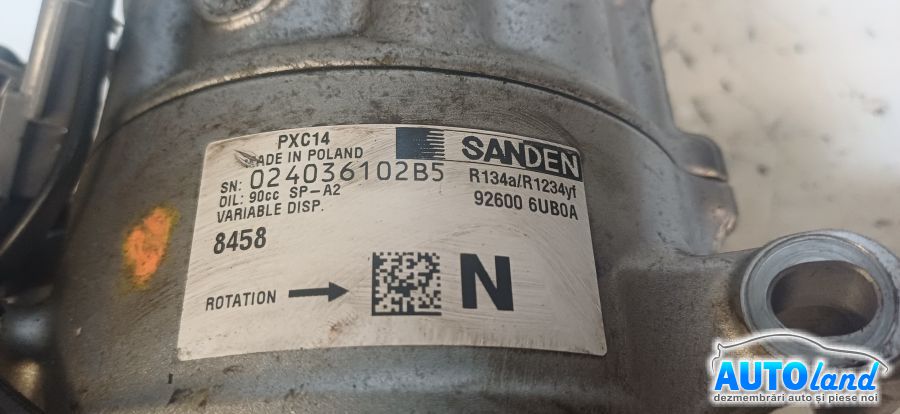 PXC14
MADE IN POLAND
SANDEN
SN: 024036102B5
R134a/R1234yf
OIL: 90cc SP-A2
92600 6UB0A
VARIABLE DISP.
8458
ROTATION
N
AUTOland
dezmembrări auto și piese noi